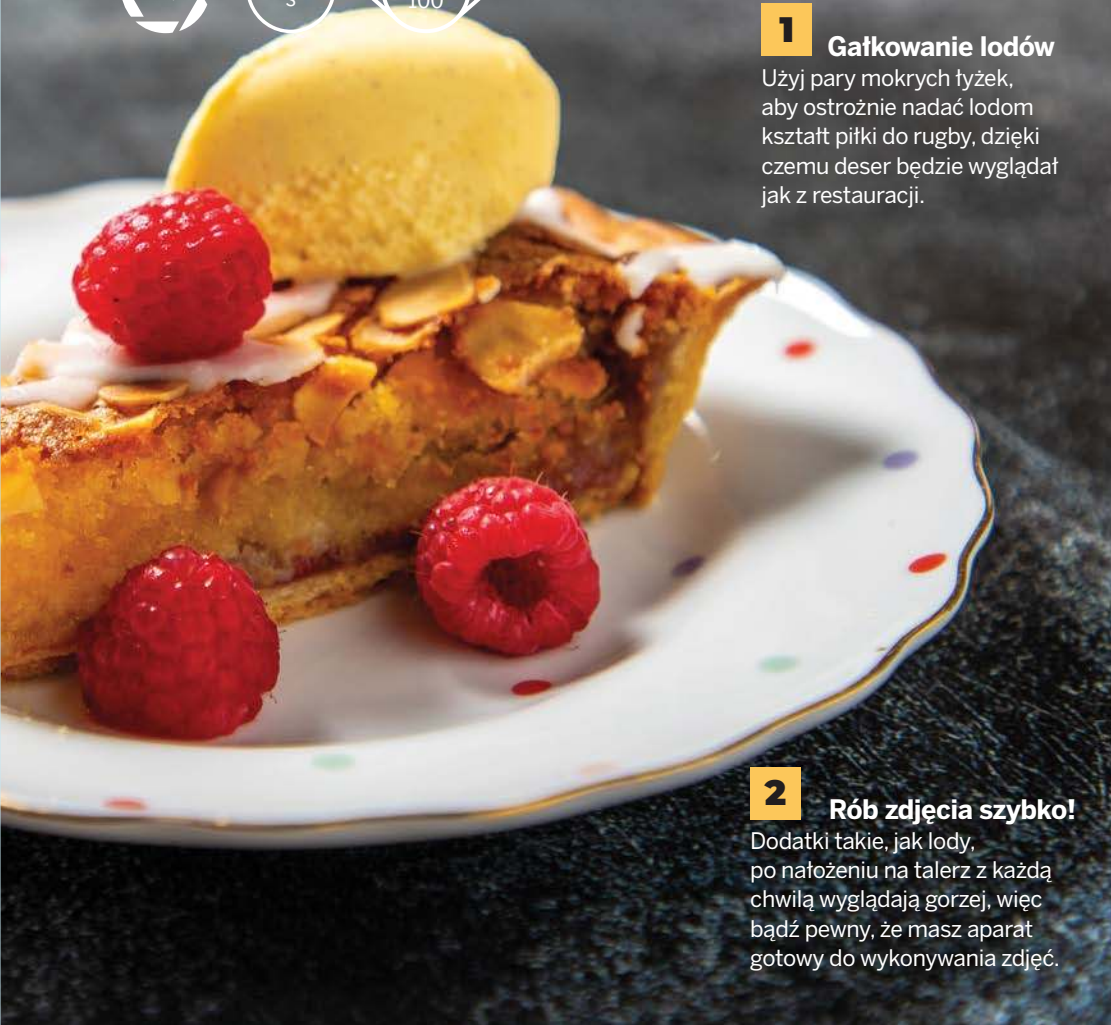 s
100
1
Gałkowanie lodów
Użyj pary mokrych łyżek,
aby ostrożnie nadać lodom
kształt piłki do rugby, dzięki
czemu deser będzie wyglądał
jak z restauracji.
2
Rób zdjęcia szybko!
Dodatki takie, jak lody,
po nałożeniu na talerz z każdą
chwilą wyglądają gorzej, więc
bądź pewny, że masz aparat
gotowy do wykonywania zdjęć.